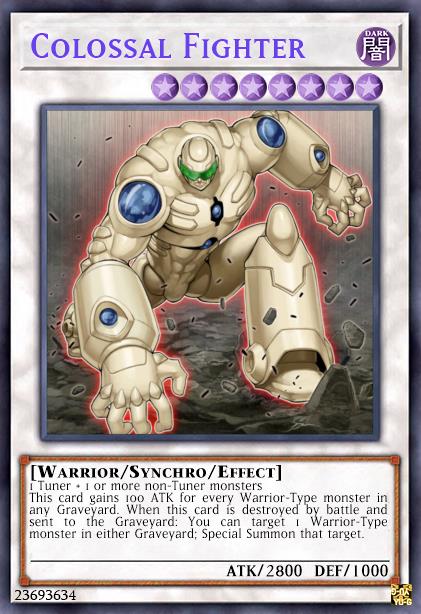 Colossal Fighter
DARK
闇
[Warrior/Synchro/Effect]
1 Tuner + 1 or more non-Tuner monsters
This card gains 100 ATK for every Warrior-Type monster in
any Graveyard. When this card is destroyed by battle and
sent to the Graveyard: You can target 1 Warrior-Type
monster in either Graveyard; Special Summon that target.
ATK/2800 DEF/1000
23693634